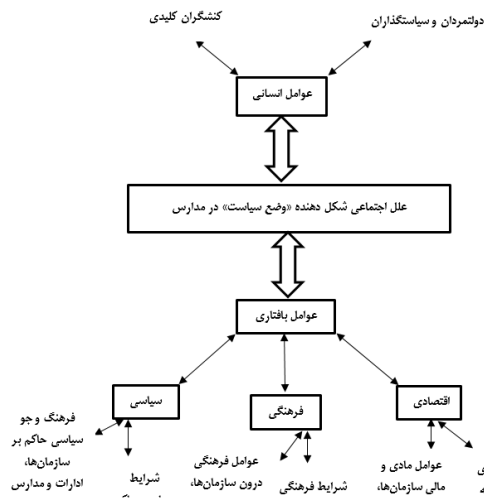 دولتمردان و سیاستگذاران
کنشگران کلیدی
عوامل انسانی
علل اجتماعی شکل دهنده «وضع سیاست» در مدارس
عوامل بافتاری
اقتصادی
فرهنگی
سیاسی
عوامل مادی و
مالی سازمان‌ها،
شرایط فرهنگی
عوامل فرهنگی
درون سازمان‌ها،
شرایط
فرهنگ و جو
سیاسی حاکم بر
سازمان‌ها،
ادارات و مدارس